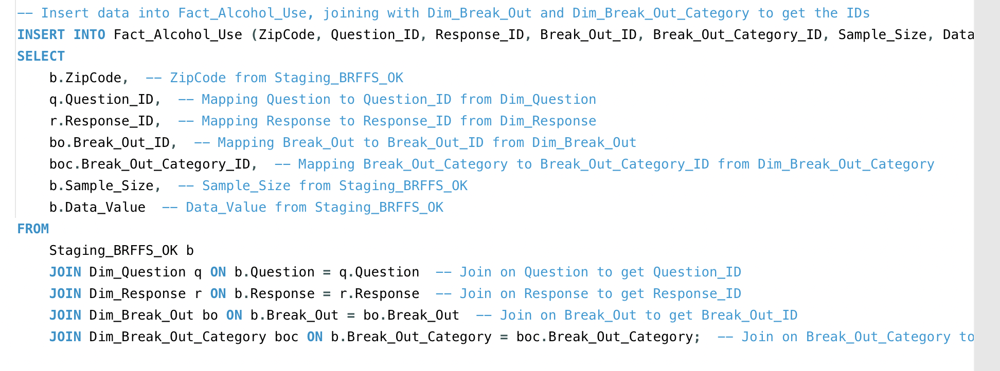 -- Insert data into Fact_Alcohol_Use, joining with Dim_Break_Out and Dim_Break_Out_Category to get the IDs
INSERT INTO Fact_Alcohol_Use (ZipCode, Question_ID, Response_ID, Break_Out_ID, Break_Out_Category_ID, Sample_Size, Data
SELECT
    b.ZipCode,  -- ZipCode from Staging_BRFFS_OK
    q.Question_ID,  -- Mapping Question to Question_ID from Dim_Question
    r.Response_ID,  -- Mapping Response to Response_ID from Dim_Response
    bo.Break_Out_ID,  -- Mapping Break_Out to Break_Out_ID from Dim_Break_Out
    boc.Break_Out_Category_ID,  -- Mapping Break_Out_Category to Break_Out_Category_ID from Dim_Break_Out_Category
    b.Sample_Size,  -- Sample_Size from Staging_BRFFS_OK
    b.Data_Value  -- Data_Value from Staging_BRFFS_OK
FROM
    Staging_BRFFS_OK b
    JOIN Dim_Question q ON b.Question = q.Question  -- Join on Question to get Question_ID
    JOIN Dim_Response r ON b.Response = r.Response  -- Join on Response to get Response_ID
    JOIN Dim_Break_Out bo ON b.Break_Out = bo.Break_Out  -- Join on Break_Out to get Break_Out_ID
    JOIN Dim_Break_Out_Category boc ON b.Break_Out_Category = boc.Break_Out_Category;  -- Join on Break_Out_Category to